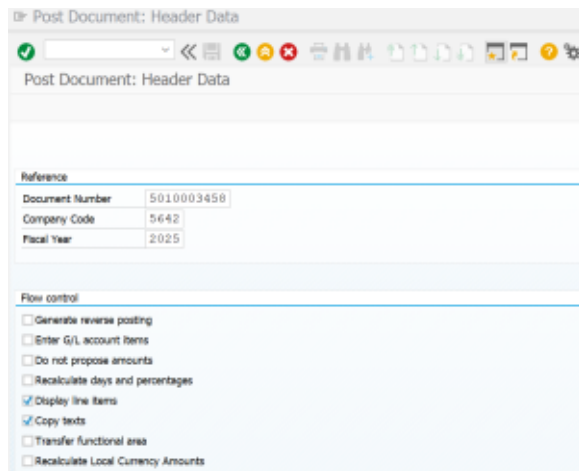 Post Document: Header Data
Post Document: Header Data
Reference
Document Number 5010003458
Company Code 5642
Fiscal Year 2025
Flow control
Generate reverse posting
Enter G/L account items
Do not propose amounts
Recalculate days and percentages
Display line items
Copy texts
Transfer functional area
Recalculate Local Currency Amounts